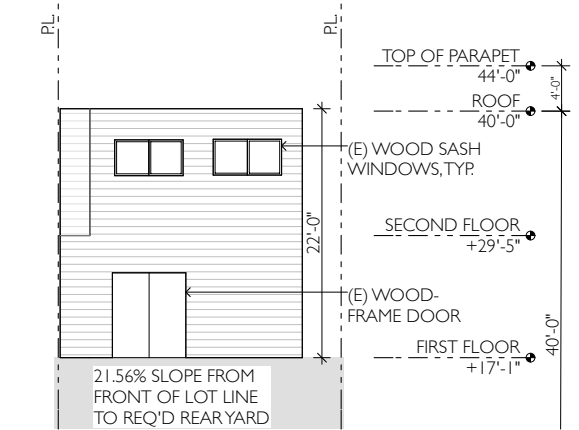 P.L.
P.L.
TOP OF PARAPET
44'-0"
4'-0"
ROOF
40'-0"
(E) WOOD SASH
WINDOWS, TYP.
SECOND FLOOR
+29'-5"
22'-0"
(E) WOOD-
FRAME DOOR
40'-0"
FIRST FLOOR
+17'-1"
21.56% SLOPE FROM
FRONT OF LOT LINE
TO REQ'D REAR YARD